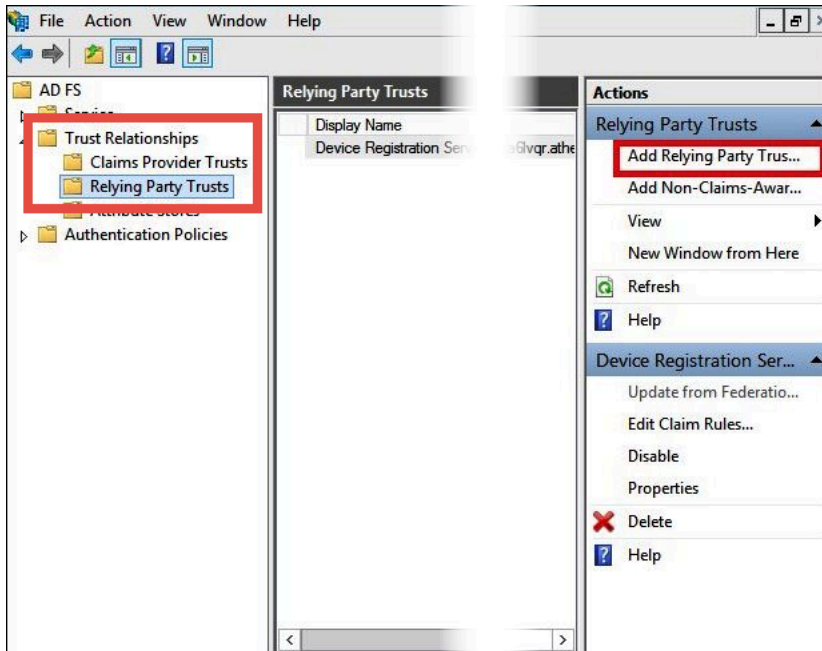 File Action View Window Help
AD FS
Trust Relationships
Claims Provider Trusts
Relying Party Trusts
Authentication Policies
Relying Party Trusts
Display Name
Device Registration Ser 6lvqr.athe
Actions
Relying Party Trusts
Add Relying Party Trus...
Add Non-Claims-Awar...
View
New Window from Here
Refresh
Help
Device Registration Ser...
Update from Federatio...
Edit Claim Rules...
Disable
Properties
Delete
Help